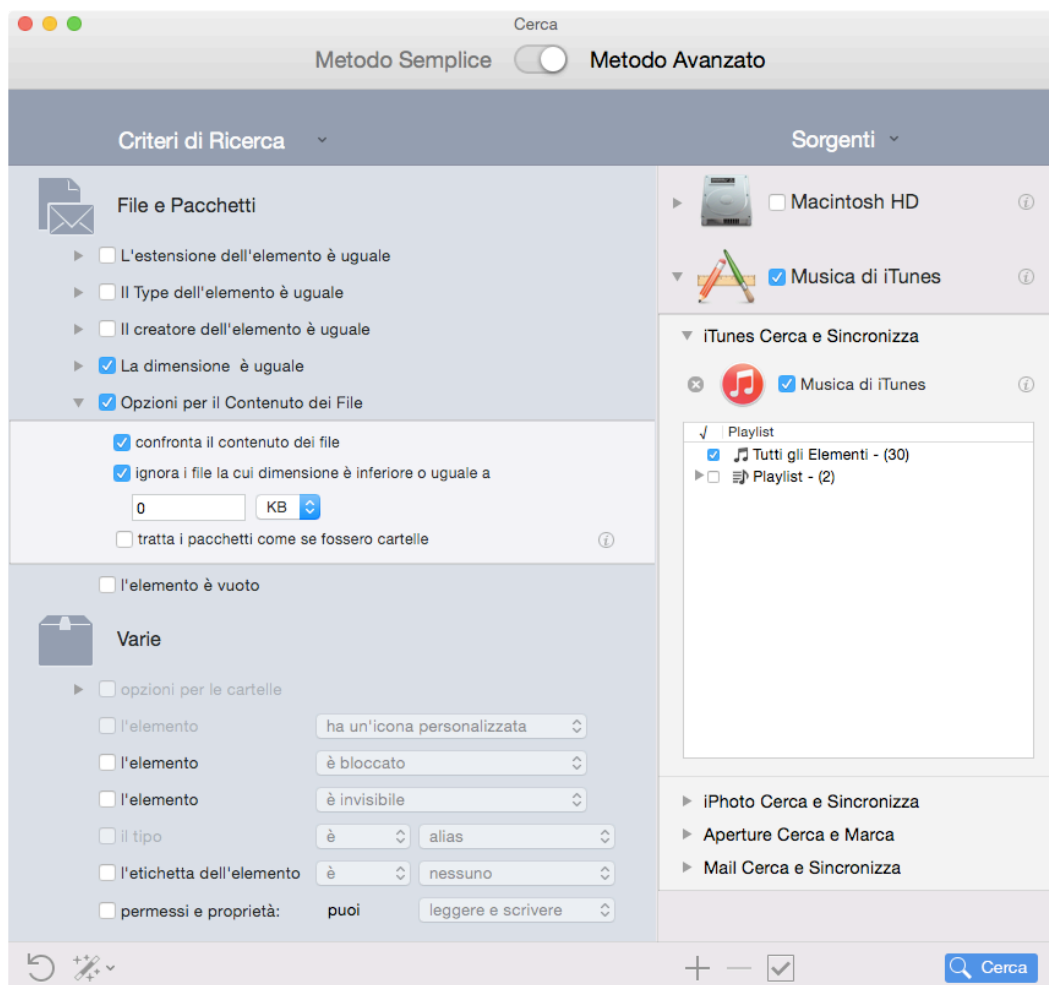 Cerca
Metodo Semplice Metodo Avanzato
Criteri di Ricerca
File e Pacchetti
L'estensione dell'elemento è uguale
Il Type dell'elemento è uguale
Il creatore dell'elemento è uguale
La dimensione è uguale
Opzioni per il Contenuto dei File
confronta il contenuto dei file
ignora i file la cui dimensione è inferiore o uguale a
0 KB
tratta i pacchetti come se fossero cartelle
l'elemento è vuoto
Varie
opzioni per le cartelle
l'elemento ha un'icona personalizzata
l'elemento è bloccato
l'elemento è invisibile
il tipo è alias
l'etichetta dell'elemento è nessuno
permessi e proprietà: puoi leggere e scrivere
Sorgenti
Macintosh HD
Musica di iTunes
iTunes Cerca e Sincronizza
Musica di iTunes
√ Playlist
Tutti gli Elementi - (30)
Playlist - (2)
iPhoto Cerca e Sincronizza
Aperture Cerca e Marca
Mail Cerca e Sincronizza
Cerca